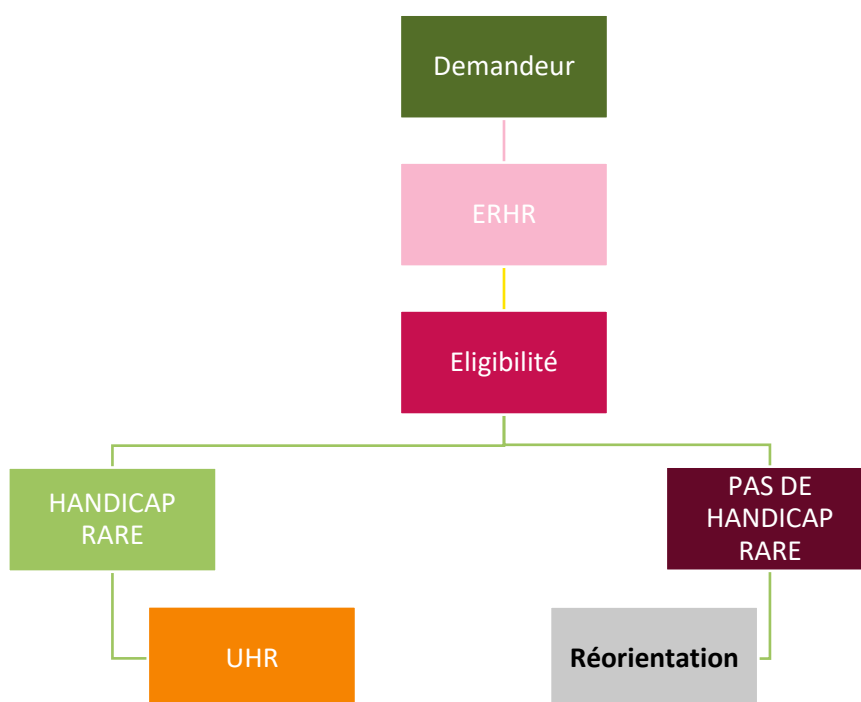 Demandeur
ERHR
Eligibilité
HANDICAP
RARE
PAS DE
HANDICAP
RARE
UHR
Réorientation